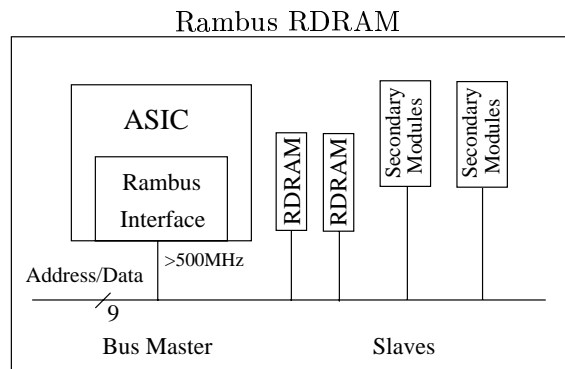 Rambus RDRAM
ASIC
Rambus
Interface
RDRAM
RDRAM
Secondary
Modules
Secondary
Modules
>500MHz
Address/Data
9
Bus Master
Slaves